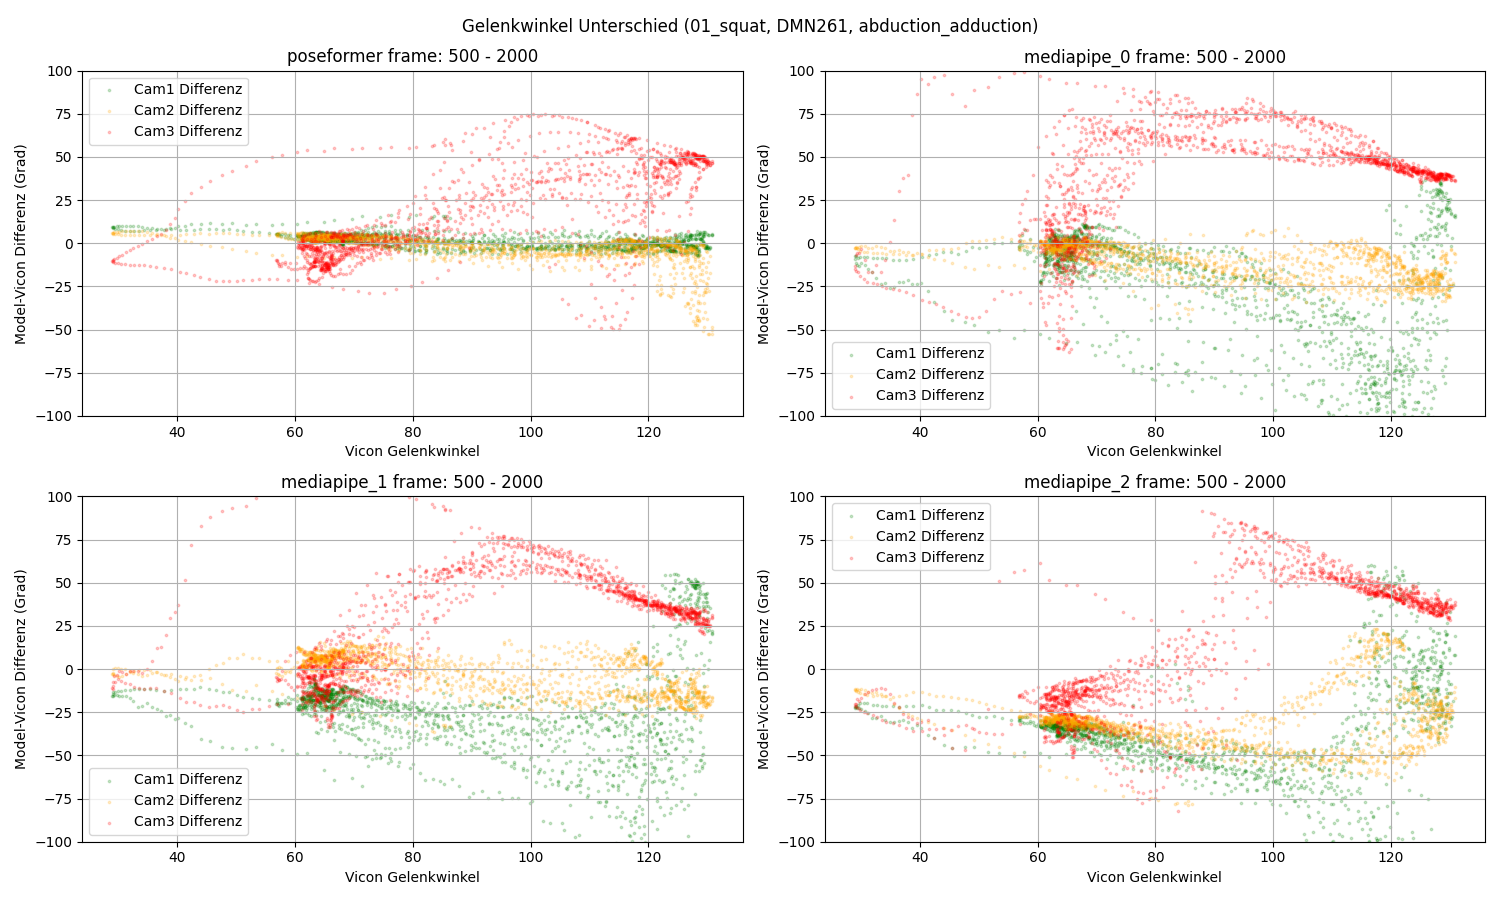 Gelenkwinkel Unterschied (01_squat, DMN261, abduction_adduction)
poseformer frame: 500 - 2000
100
75
50
25
0
−25
−50
−75
−100
Model-Vicon Differenz (Grad)
Cam1 Differenz
Cam2 Differenz
Cam3 Differenz
40 60 80 100 120
Vicon Gelenkwinkel
mediapipe_0 frame: 500 - 2000
100
75
50
25
0
−25
−50
−75
−100
Model-Vicon Differenz (Grad)
Cam1 Differenz
Cam2 Differenz
Cam3 Differenz
40 60 80 100 120
Vicon Gelenkwinkel
mediapipe_1 frame: 500 - 2000
100
75
50
25
0
−25
−50
−75
−100
Model-Vicon Differenz (Grad)
Cam1 Differenz
Cam2 Differenz
Cam3 Differenz
40 60 80 100 120
Vicon Gelenkwinkel
mediapipe_2 frame: 500 - 2000
100
75
50
25
0
−25
−50
−75
−100
Model-Vicon Differenz (Grad)
Cam1 Differenz
Cam2 Differenz
Cam3 Differenz
40 60 80 100 120
Vicon Gelenkwinkel